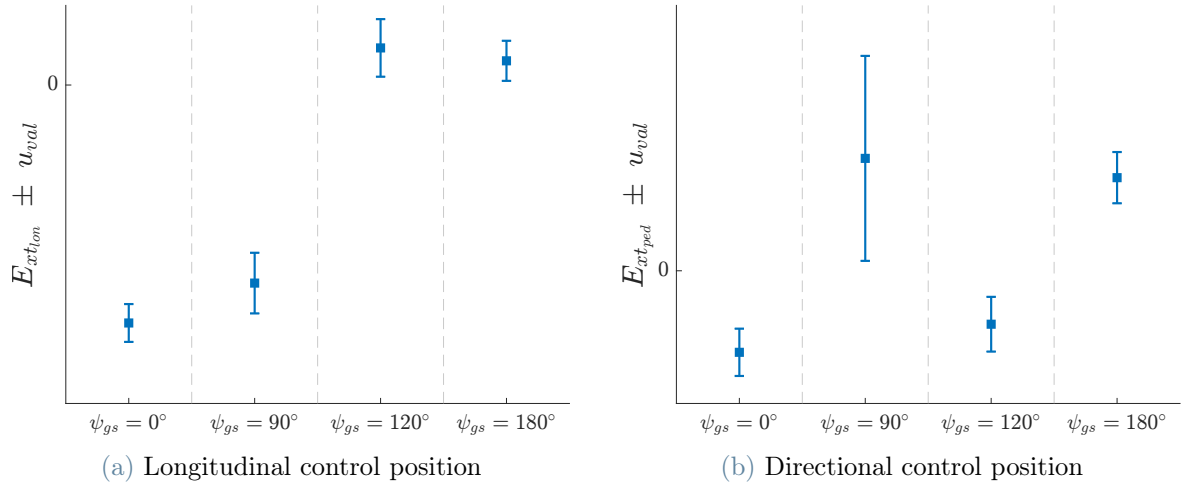 E_{xt_{lon}} ± u_{val}
0
ψ_{gs} = 0° ψ_{gs} = 90° ψ_{gs} = 120° ψ_{gs} = 180°
(a) Longitudinal control position
E_{xt_{ped}} ± u_{val}
0
ψ_{gs} = 0° ψ_{gs} = 90° ψ_{gs} = 120° ψ_{gs} = 180°
(b) Directional control position